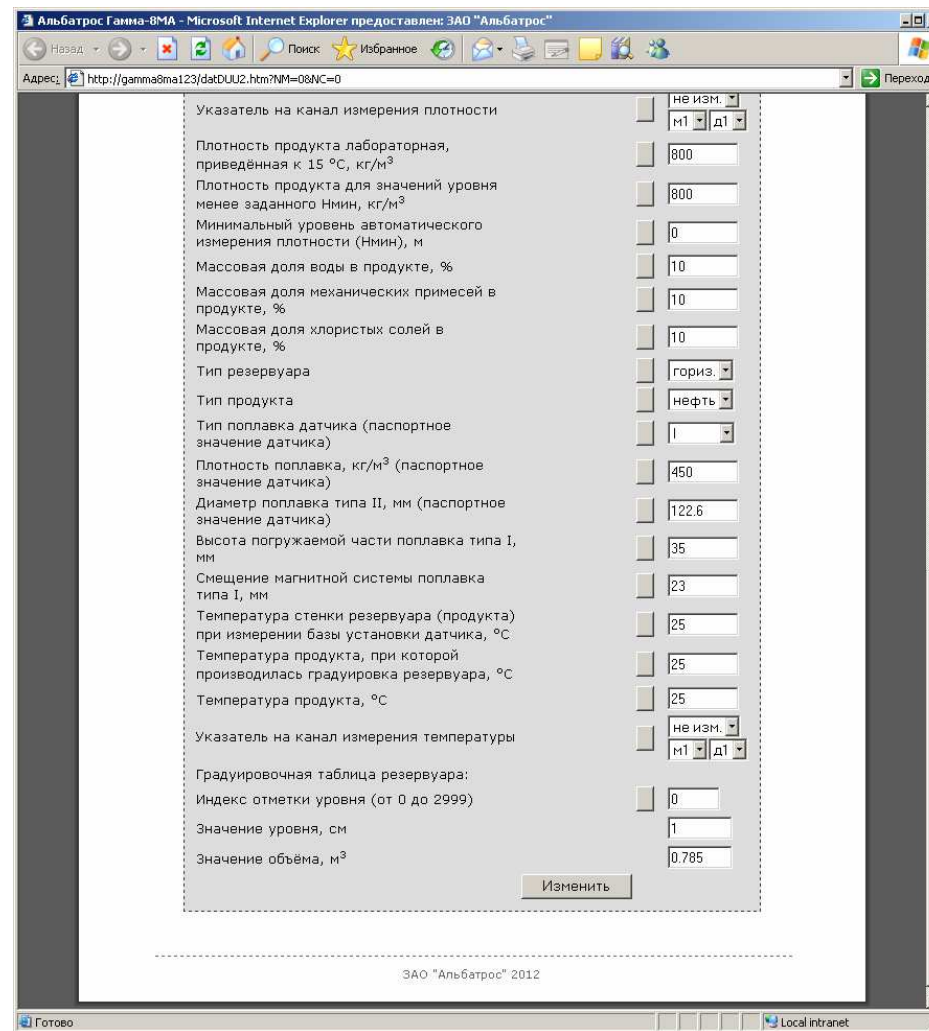 Альбатрос Гамма-8МА - Microsoft Internet Explorer предоставлен: ЗАО "Альбатрос"
Назад
Поиск
Избранное
Адрес: http://gamma8ma123/datDUU2.htm?NM=0&NC=0
Переход
не изм.
Указатель на канал измерения плотности
м1 д1
Плотность продукта лабораторная,
приведённая к 15 °С, кг/м³
800
Плотность продукта для значений уровня
менее заданного Нмин, кг/м³
800
Минимальный уровень автоматического
измерения плотности (Нмин), м
0
Массовая доля воды в продукте, %
10
Массовая доля механических примесей в
продукте, %
10
Массовая доля хлористых солей в
продукте, %
10
Тип резервуара
гориз.
Тип продукта
нефть
Тип поплавка датчика (паспортное
значение датчика)
I
Плотность поплавка, кг/м³ (паспортное
значение датчика)
450
Диаметр поплавка типа II, мм (паспортное
значение датчика)
122.6
Высота погружаемой части поплавка типа I,
мм
35
Смещение магнитной системы поплавка
типа I, мм
23
Температура стенки резервуара (продукта)
при измерении базы установки датчика, °С
25
Температура продукта, при которой
производилась градуировка резервуара, °С
25
Температура продукта, °С
25
Указатель на канал измерения температуры
не изм.
м1 д1
Градуировочная таблица резервуара:
Индекс отметки уровня (от 0 до 2999)
0
Значение уровня, см
1
Значение объёма, м³
0.785
Изменить
ЗАО "Альбатрос" 2012
Готово
Local intranet